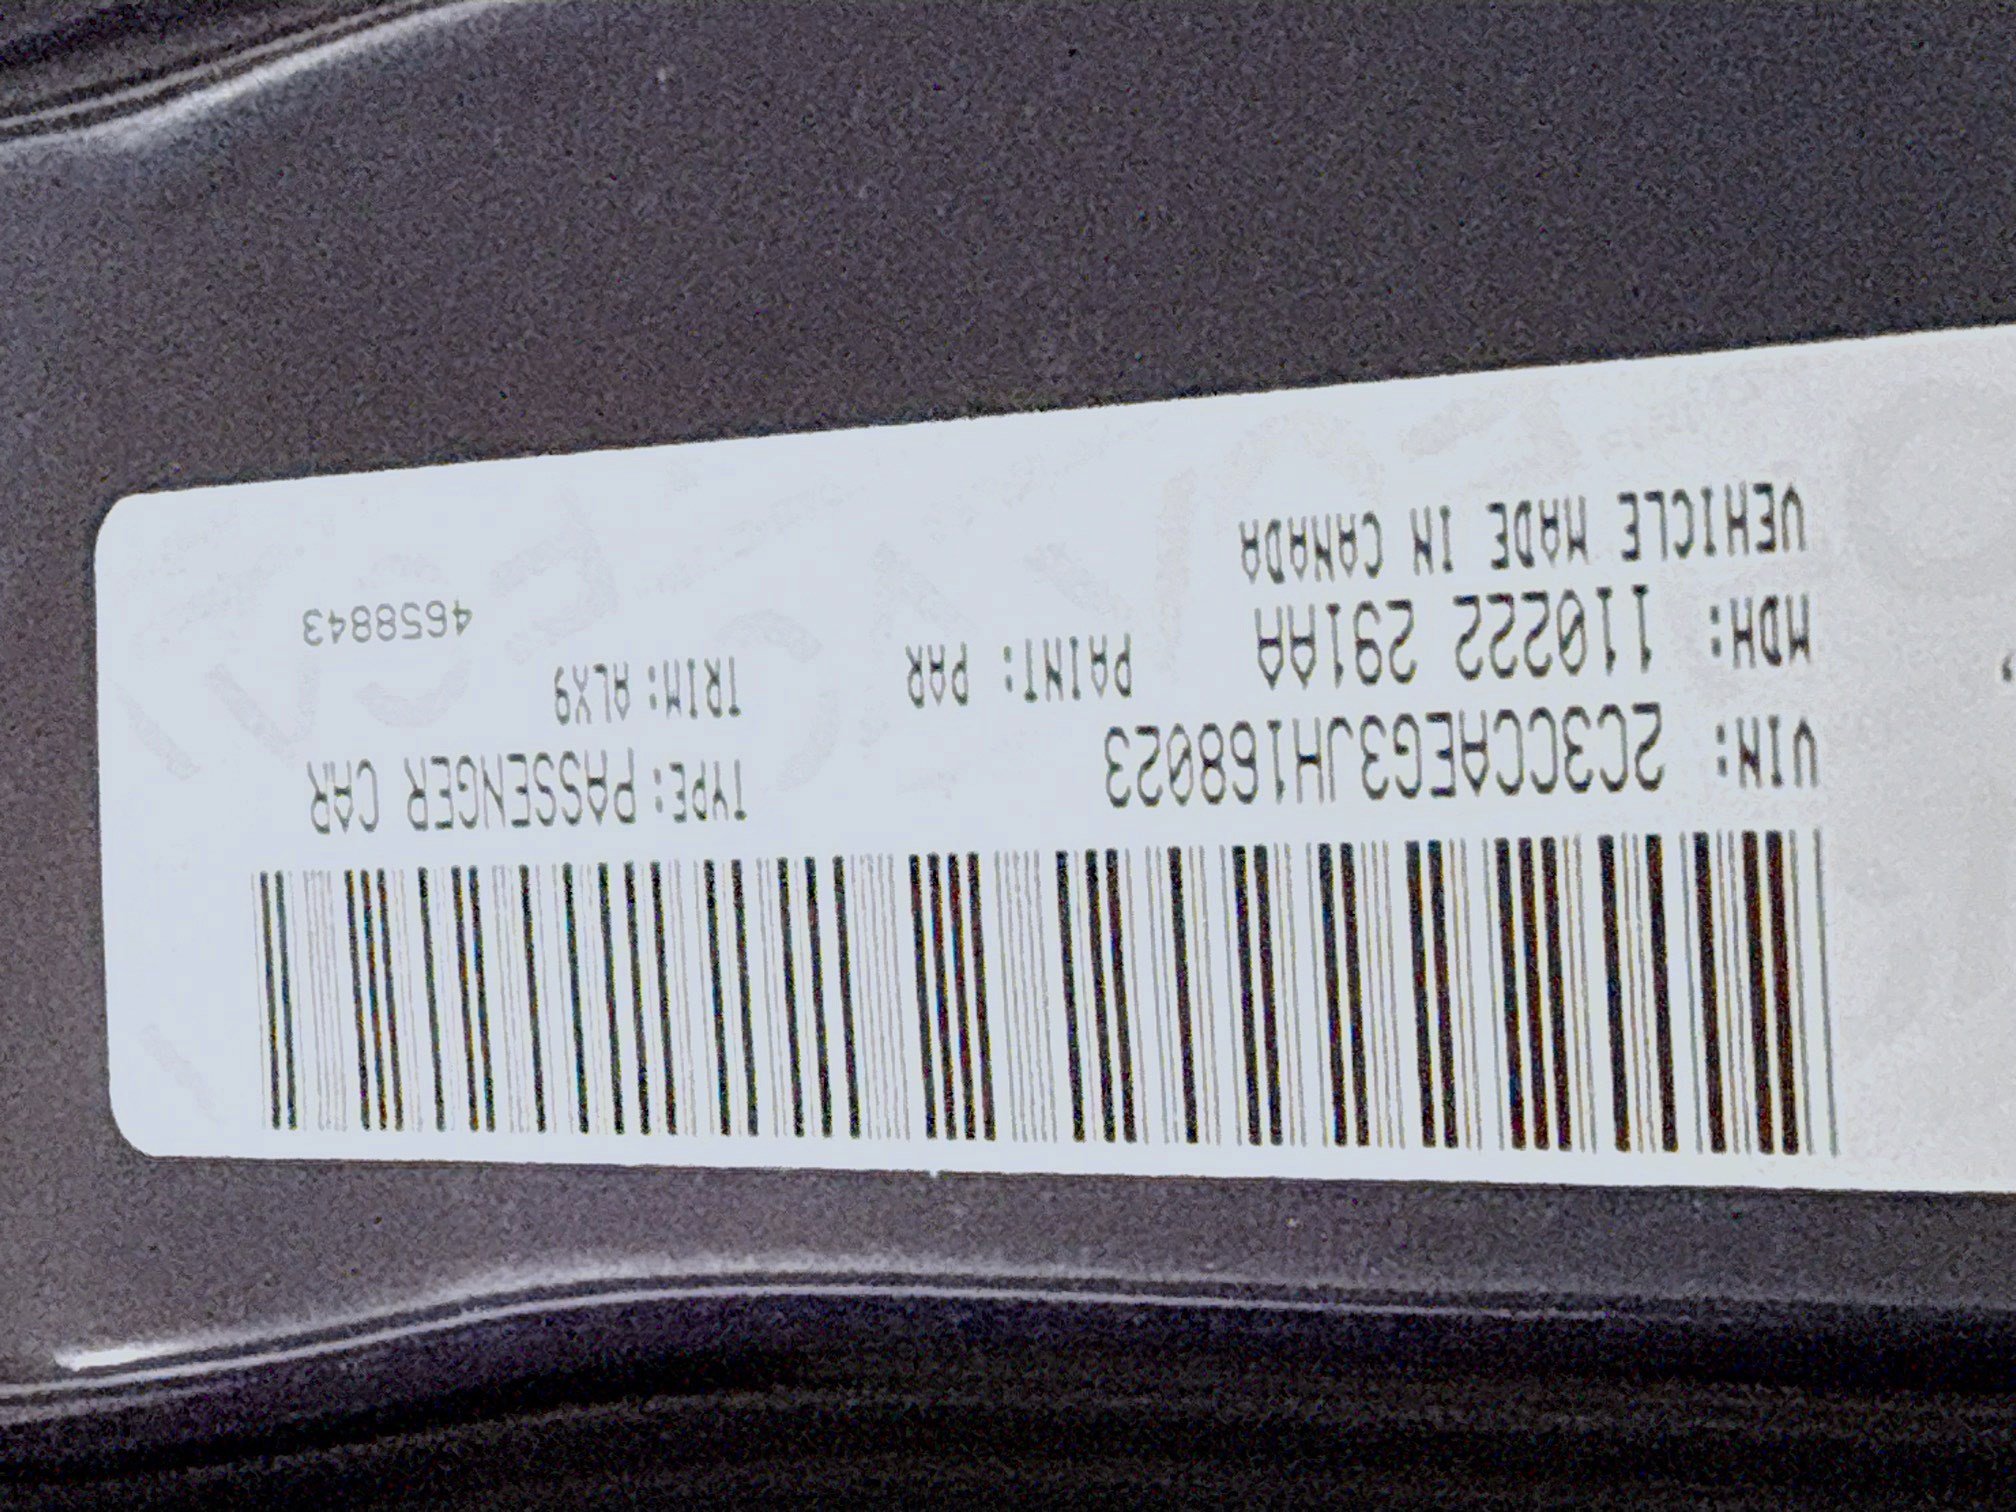 VIN: 2C3CCAEG3JH168023
TYPE: PASSENGER CAR
MDH: 110222 291AA
PAINT: PAR
TRIM: ALX9
VEHICLE MADE IN CANADA
4658843